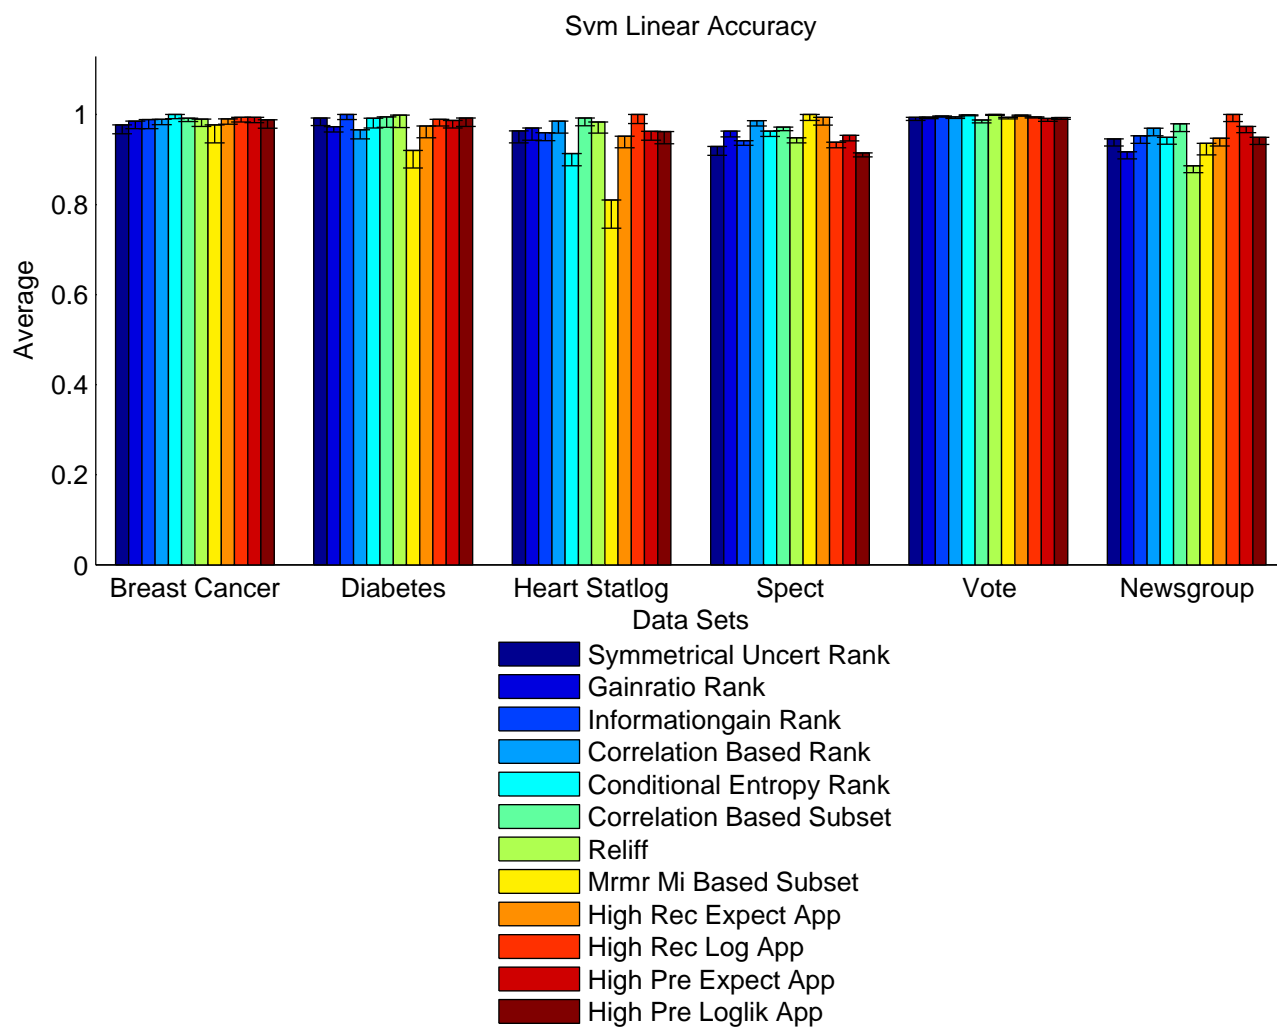 Svm Linear Accuracy
1
0.8
0.6
0.4
0.2
0
Average
Breast Cancer Diabetes Heart Statlog Spect Vote Newsgroup
Data Sets
Symmetrical Uncert Rank
Gainratio Rank
Informationgain Rank
Correlation Based Rank
Conditional Entropy Rank
Correlation Based Subset
Reliff
Mrmr Mi Based Subset
High Rec Expect App
High Rec Log App
High Pre Expect App
High Pre Loglik App